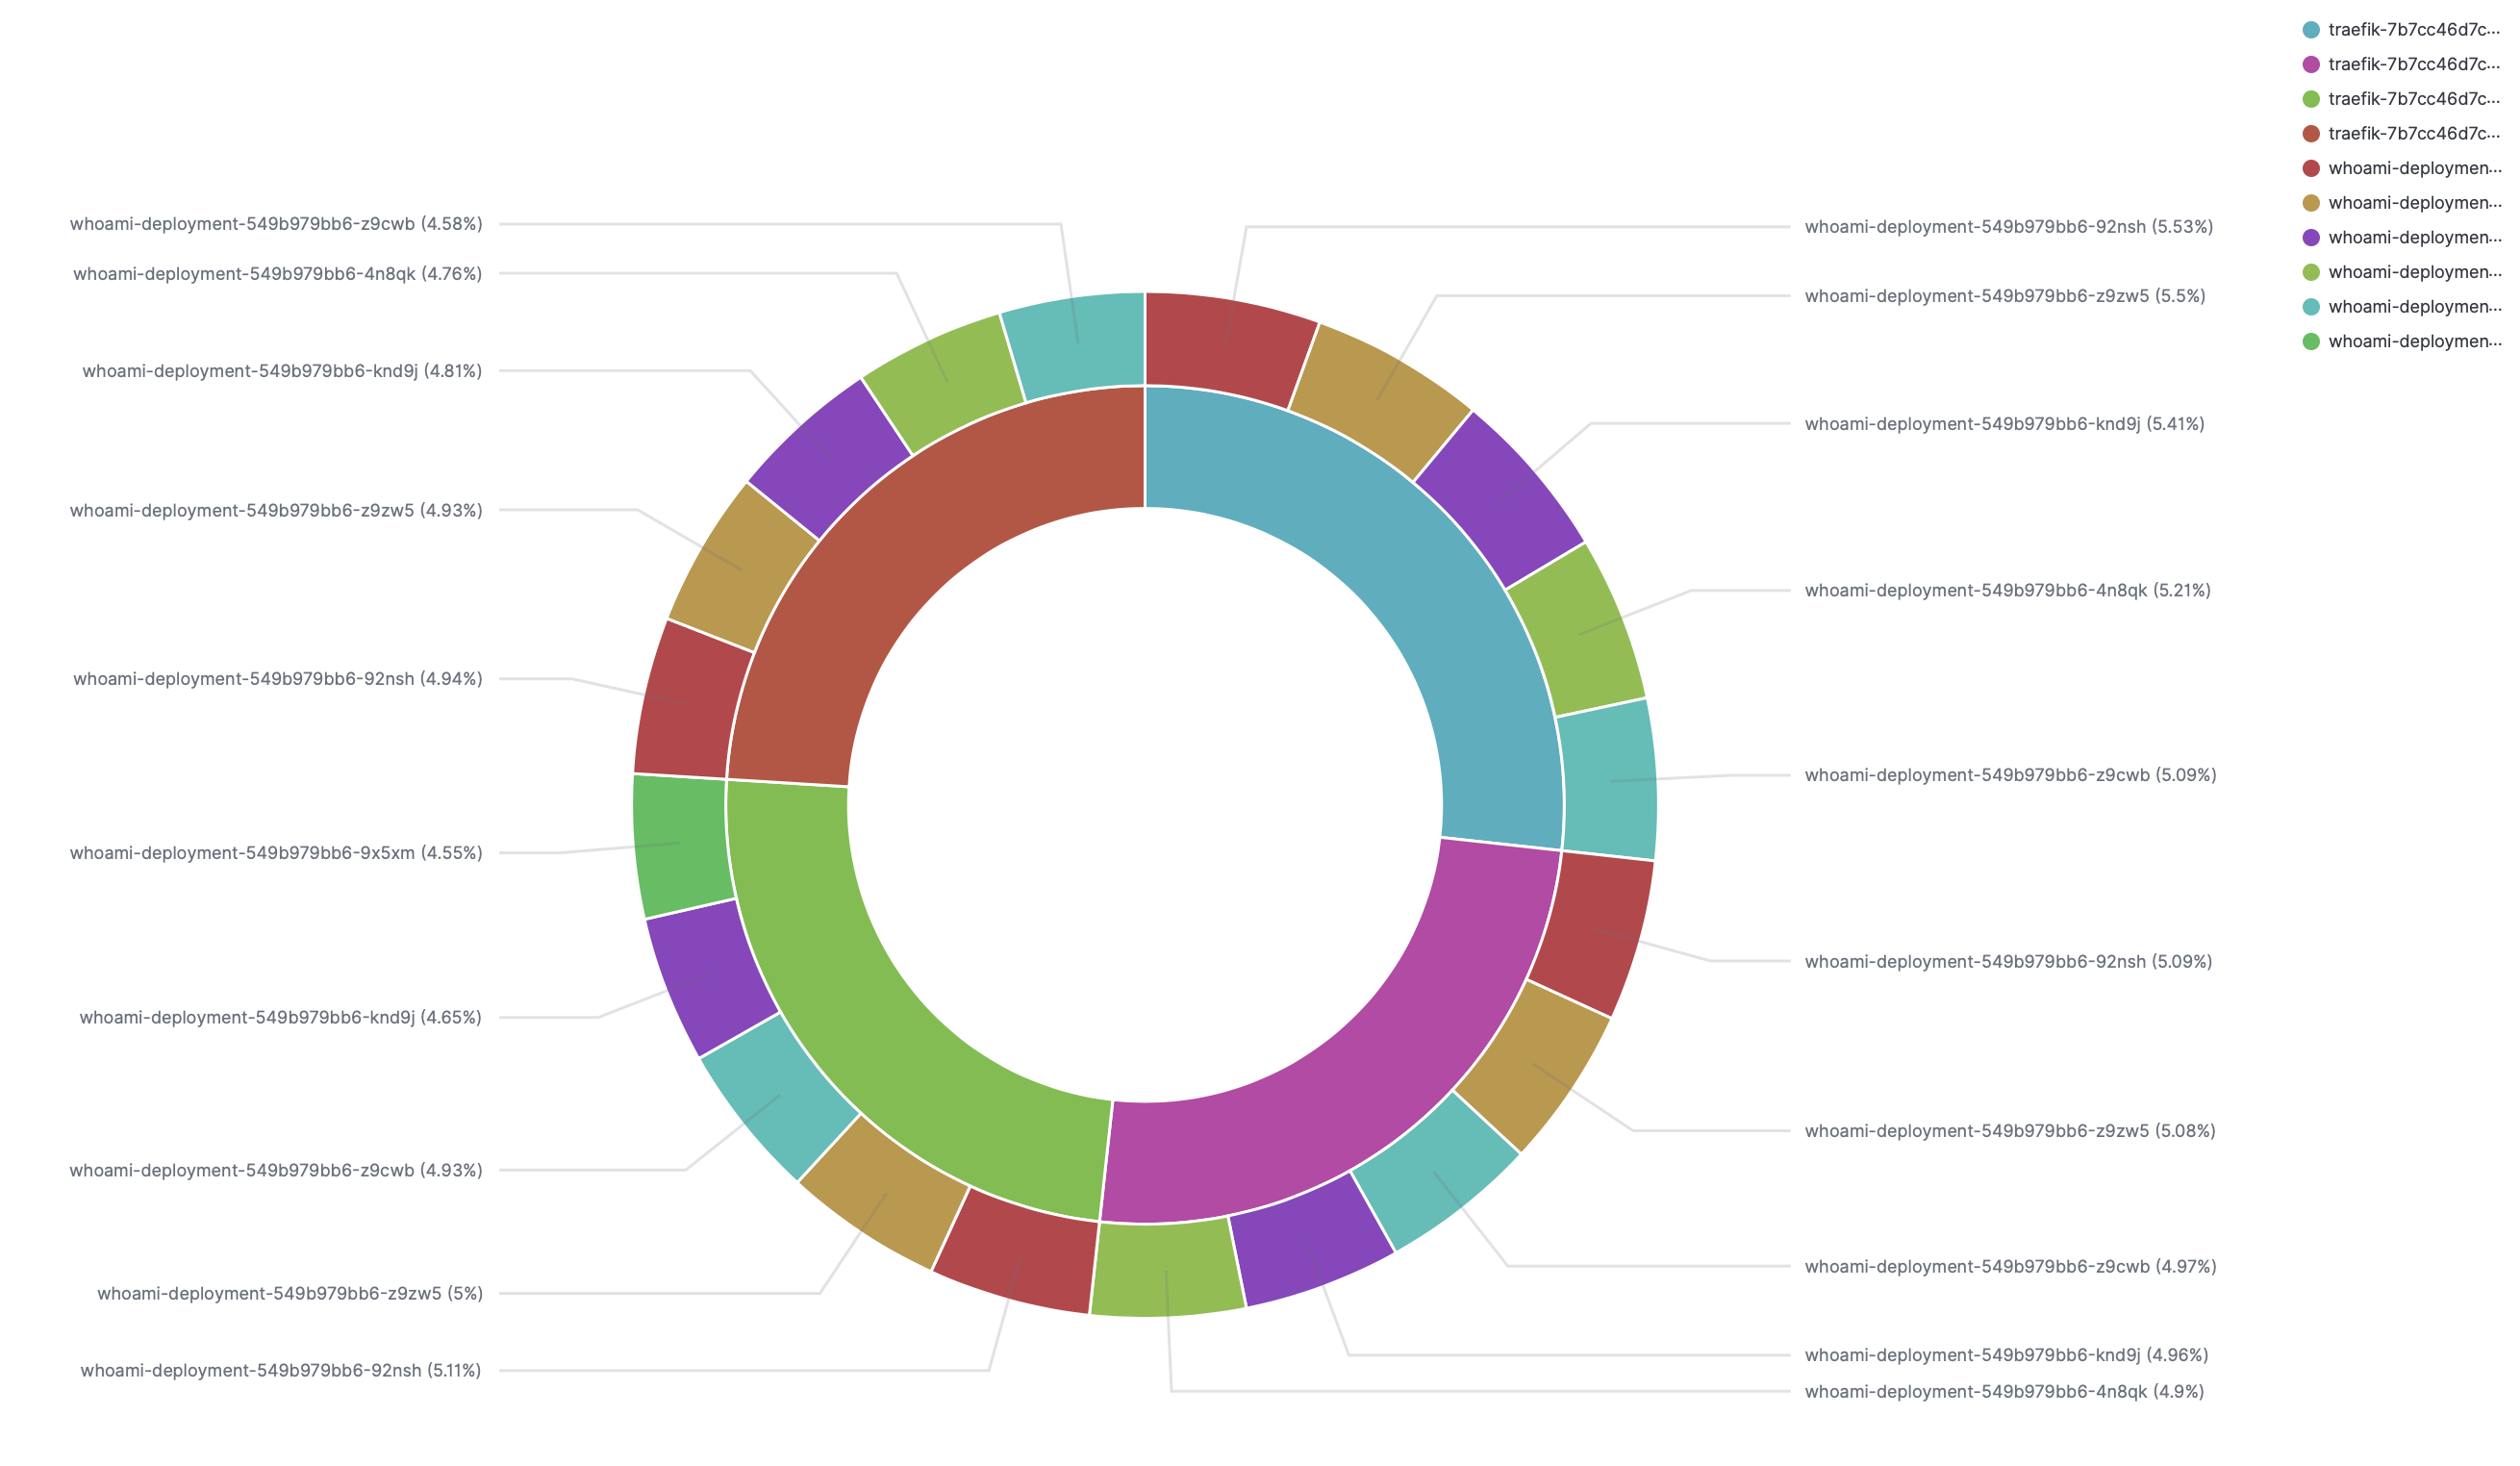 traefik-7b7cc46d7c...
traefik-7b7cc46d7c...
traefik-7b7cc46d7c...
traefik-7b7cc46d7c...
whoami-deploymen...
whoami-deploymen...
whoami-deploymen...
whoami-deploymen...
whoami-deploymen...
whoami-deploymen...
whoami-deployment-549b979bb6-z9cwb (4.58%)
whoami-deployment-549b979bb6-4n8qk (4.76%)
whoami-deployment-549b979bb6-knd9j (4.81%)
whoami-deployment-549b979bb6-z9zw5 (4.93%)
whoami-deployment-549b979bb6-92nsh (4.94%)
whoami-deployment-549b979bb6-9x5xm (4.55%)
whoami-deployment-549b979bb6-knd9j (4.65%)
whoami-deployment-549b979bb6-z9cwb (4.93%)
whoami-deployment-549b979bb6-z9zw5 (5%)
whoami-deployment-549b979bb6-92nsh (5.11%)
whoami-deployment-549b979bb6-92nsh (5.53%)
whoami-deployment-549b979bb6-z9zw5 (5.5%)
whoami-deployment-549b979bb6-knd9j (5.41%)
whoami-deployment-549b979bb6-4n8qk (5.21%)
whoami-deployment-549b979bb6-z9cwb (5.09%)
whoami-deployment-549b979bb6-92nsh (5.09%)
whoami-deployment-549b979bb6-z9zw5 (5.08%)
whoami-deployment-549b979bb6-z9cwb (4.97%)
whoami-deployment-549b979bb6-knd9j (4.96%)
whoami-deployment-549b979bb6-4n8qk (4.9%)